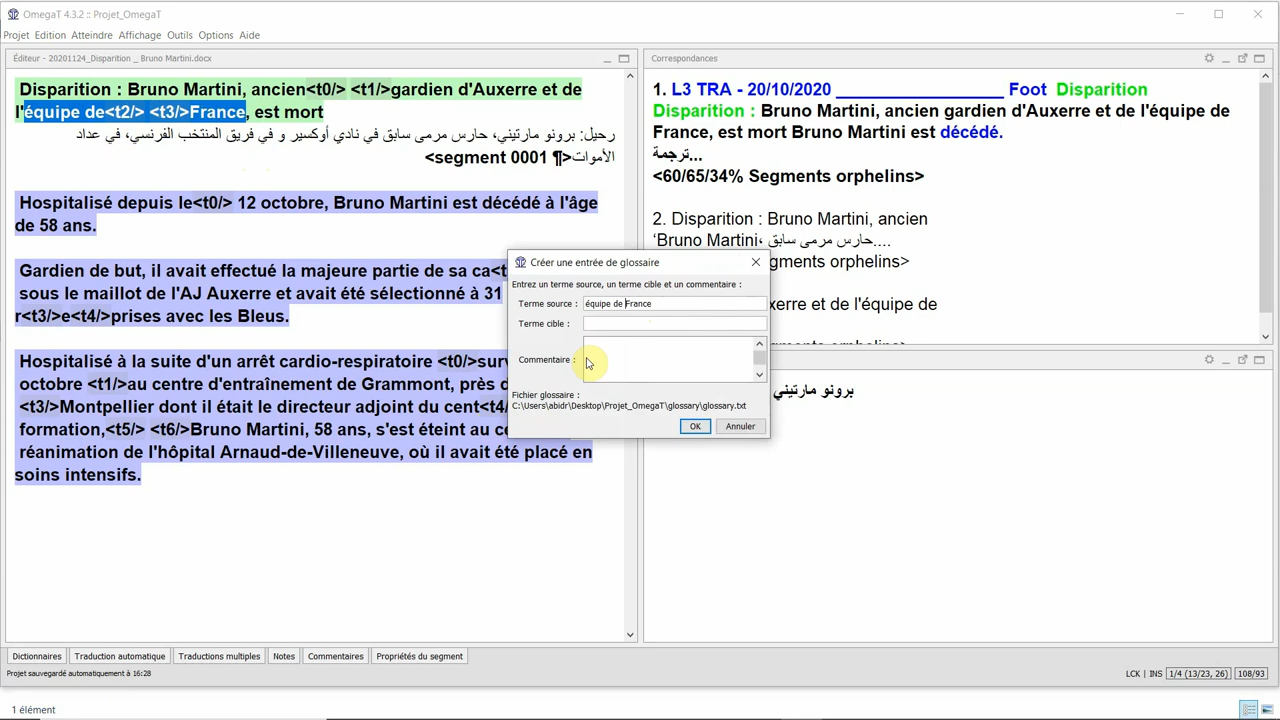 OmegaT 4.3.2 :: Projet_OmegaT
Projet Edition Atteindre Affichage Outils Options Aide
Éditeur - 20201124_Disparition _ Bruno Martini.docx
Disparition : Bruno Martini, ancien<t0/> <t1/>gardien d'Auxerre et de
l'équipe de<t2/> <t3/>France, est mort
رحيل: برونو مارتيني، حارس مرمى سابق في نادي أوكسير و في فريق المنتخب الفرنسي، في عداد
الأموات<segment 0001 ¶>
Hospitalisé depuis le<t0/> 12 octobre, Bruno Martini est décédé à l'âge
de 58 ans.
Gardien de but, il avait effectué la majeure partie de sa ca<t
sous le maillot de l'AJ Auxerre et avait été sélectionné à 31
r<t3/>e<t4/>prises avec les Bleus.
Hospitalisé à la suite d'un arrêt cardio-respiratoire <t0/>surv
octobre <t1/>au centre d'entraînement de Grammont, près d
<t3/>Montpellier dont il était le directeur adjoint du cent<t4
formation,<t5/> <t6/>Bruno Martini, 58 ans, s'est éteint au ce
réanimation de l'hôpital Arnaud-de-Villeneuve, où il avait été placé en
soins intensifs.
Correspondances
1. L3 TRA - 20/10/2020 __________________ Foot Disparition
Disparition : Bruno Martini, ancien gardien d'Auxerre et de l'équipe de
France, est mort Bruno Martini est décédé.
ترجمة...
<60/65/34% Segments orphelins>
2. Disparition : Bruno Martini, ancien
‘Bruno Martini، حارس مرمى سابق....
gments orphelins>
erre et de l'équipe de
برونو مارتيني
Créer une entrée de glossaire
Entrez un terme source, un terme cible et un commentaire :
Terme source : équipe de France
Terme cible :
Commentaire :
Fichier glossaire :
C:\Users\abidr\Desktop\Projet_OmegaT\glossary\glossary.txt
OK Annuler
Dictionnaires Traduction automatique Traductions multiples Notes Commentaires Propriétés du segment
Projet sauvegardé automatiquement à 16:28
LCK | INS 1/4 (13/23, 26) 108/93
1 élément